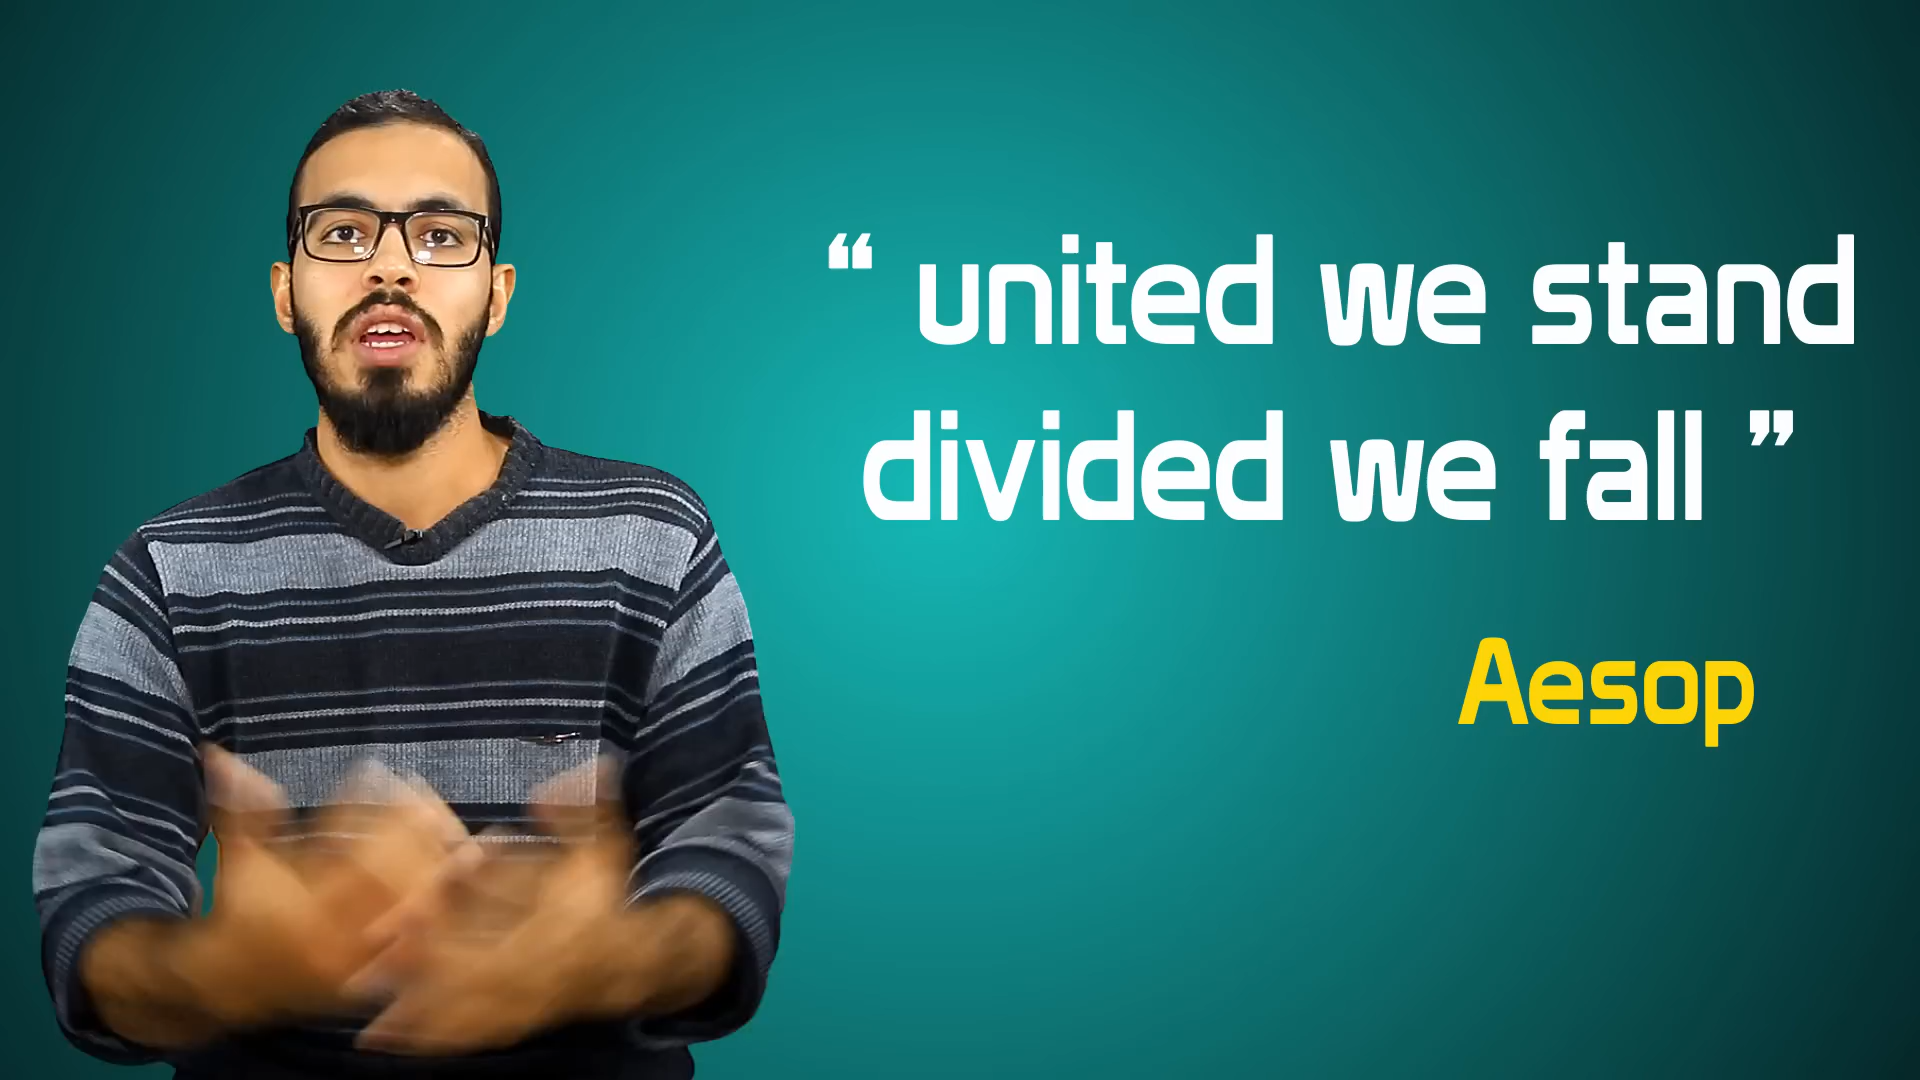 ❝ united we stand
divided we fall ❞
Aesop